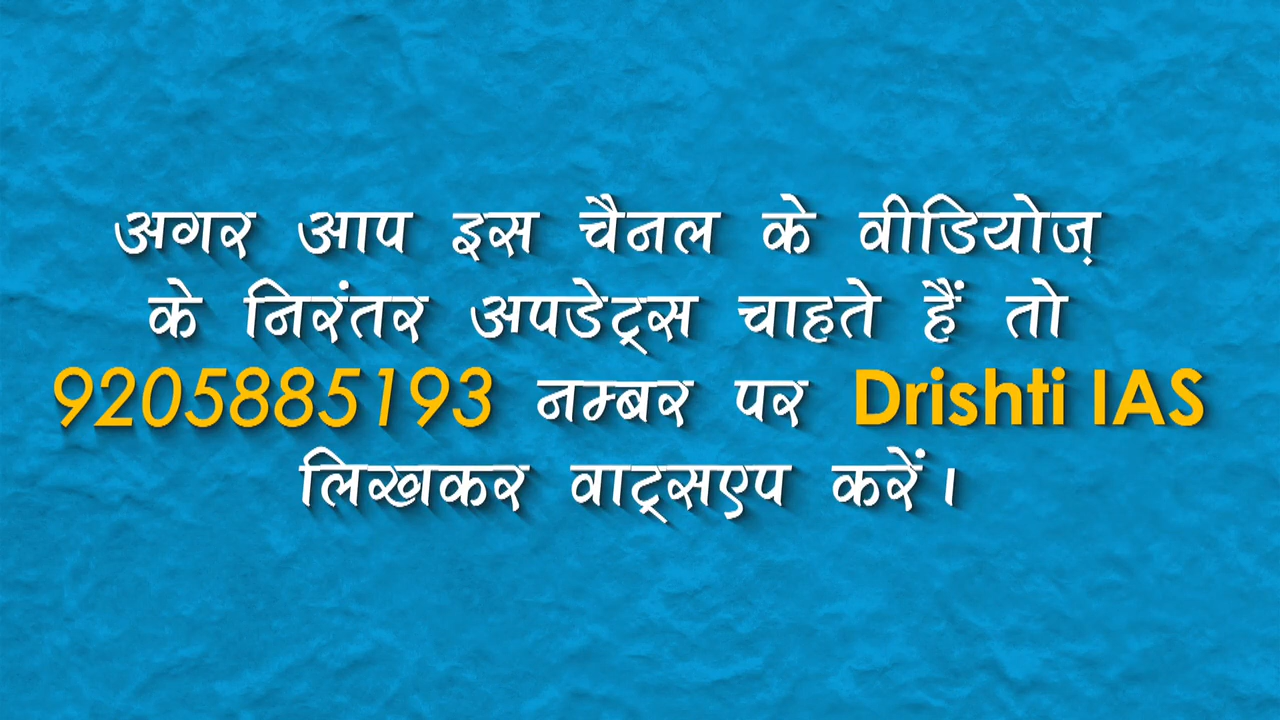 अगर आप इस चैनल के वीडियोज़
के निरंतर अपडेट्स चाहते हैं तो
9205885193 नम्बर पर Drishti IAS
लिखकर वाट्सएप करें।